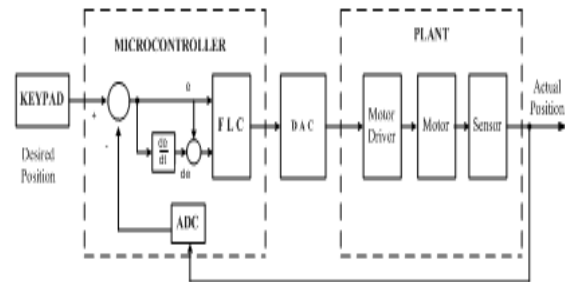 MICROCONTROLLER
PLANT
KEYPAD
+
-
Desired
Position
e
de
dt
de
F L C
D A C
Motor
Driver
Motor
Sensor
Actual
Position
ADC